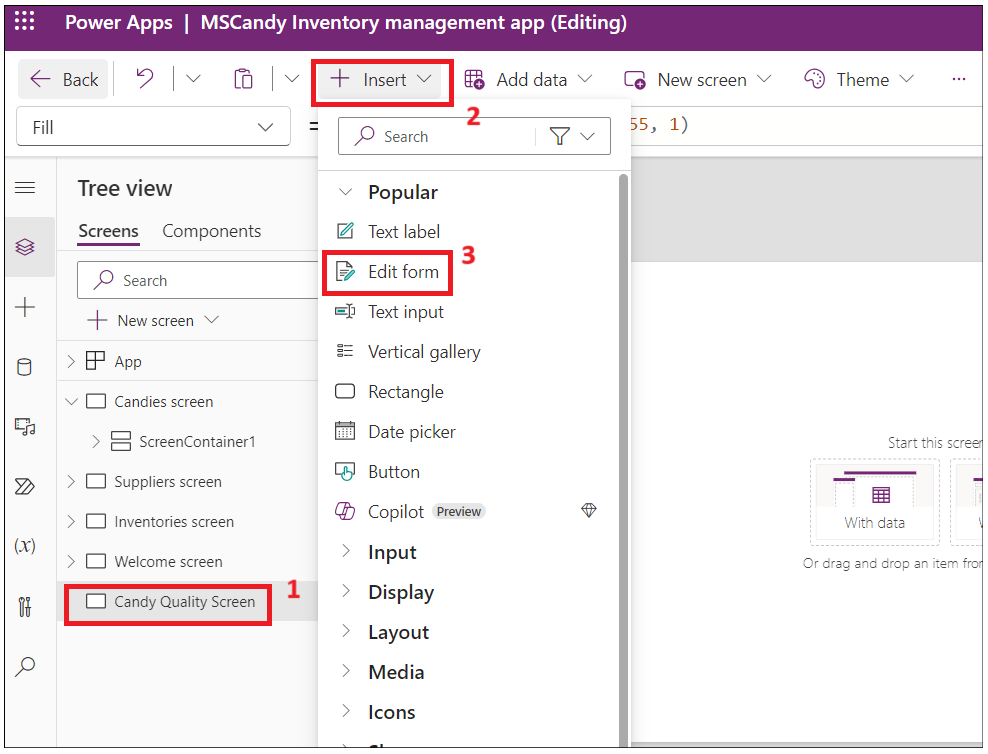 Power Apps | MSCandy Inventory management app (Editing)
Back
Insert
Add data
New screen
Theme
...
2
Fill
=
Search
55, 1)
Tree view
Screens
Components
Search
New screen
App
Candies screen
ScreenContainer1
Suppliers screen
Inventories screen
Welcome screen
Candy Quality Screen
1
Popular
Text label
Edit form
3
Text input
Vertical gallery
Rectangle
Date picker
Button
Copilot Preview
Input
Display
Layout
Media
Icons
(x)
Start this screen
With data
Or drag and drop an item from